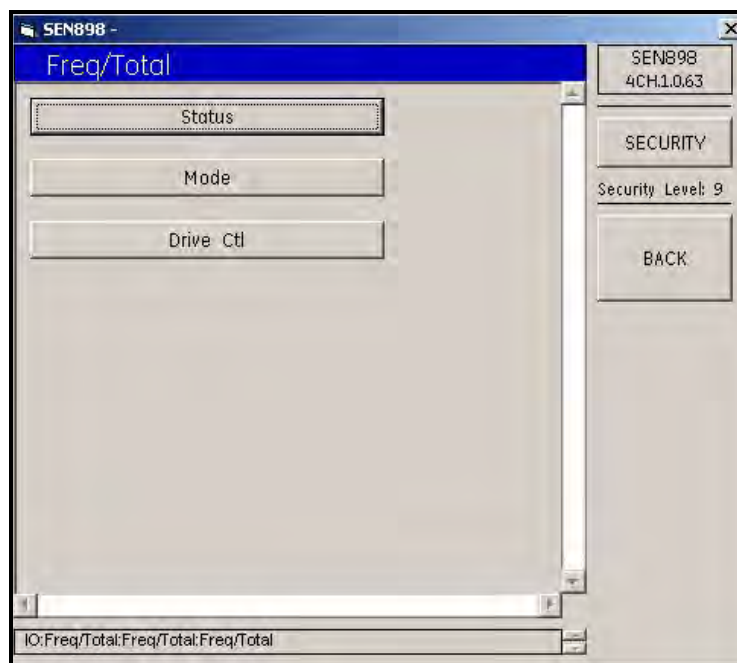 SEN898 -
Freq/Total
Status
Mode
Drive Ctl
SEN898
4CH.1.0.63
SECURITY
Security Level: 9
BACK
IO:Freq/Total:Freq/Total:Freq/Total